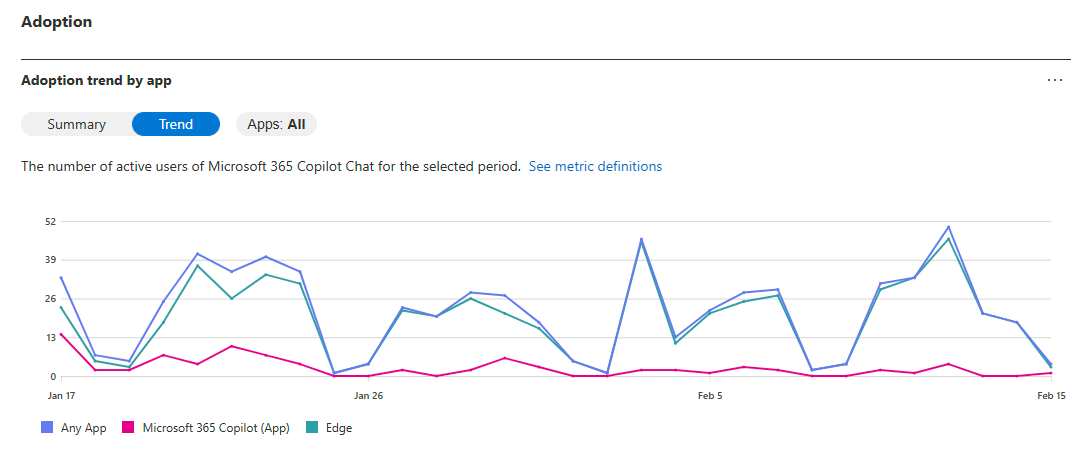 Adoption
Adoption trend by app
...
Summary Trend Apps: All
The number of active users of Microsoft 365 Copilot Chat for the selected period. See metric definitions
52
39
26
13
0
Jan 17 Jan 26 Feb 5 Feb 15
Any App Microsoft 365 Copilot (App) Edge